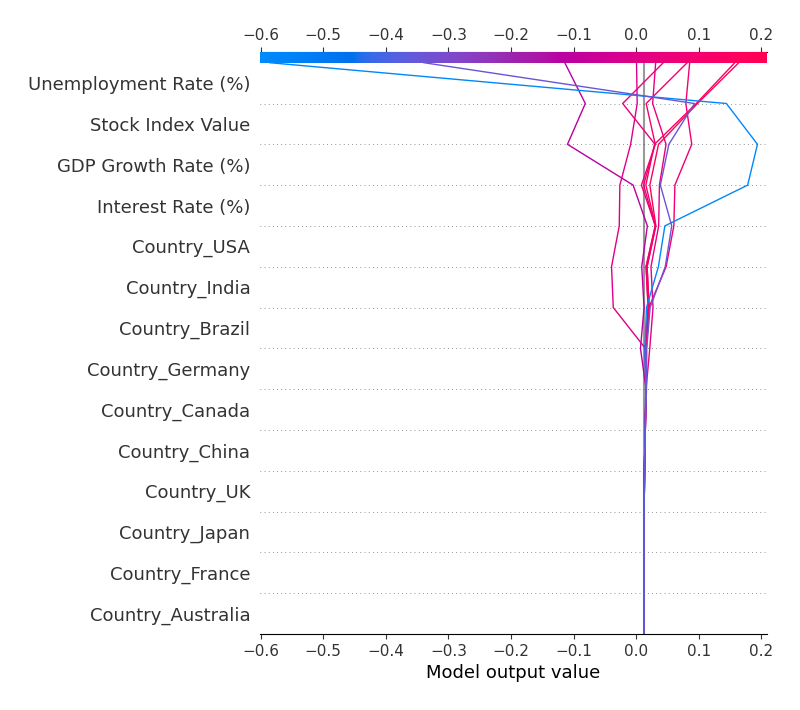 −0.6 −0.5 −0.4 −0.3 −0.2 −0.1 0.0 0.1 0.2
Unemployment Rate (%)
Stock Index Value
GDP Growth Rate (%)
Interest Rate (%)
Country_USA
Country_India
Country_Brazil
Country_Germany
Country_Canada
Country_China
Country_UK
Country_Japan
Country_France
Country_Australia
−0.6 −0.5 −0.4 −0.3 −0.2 −0.1 0.0 0.1 0.2
Model output value